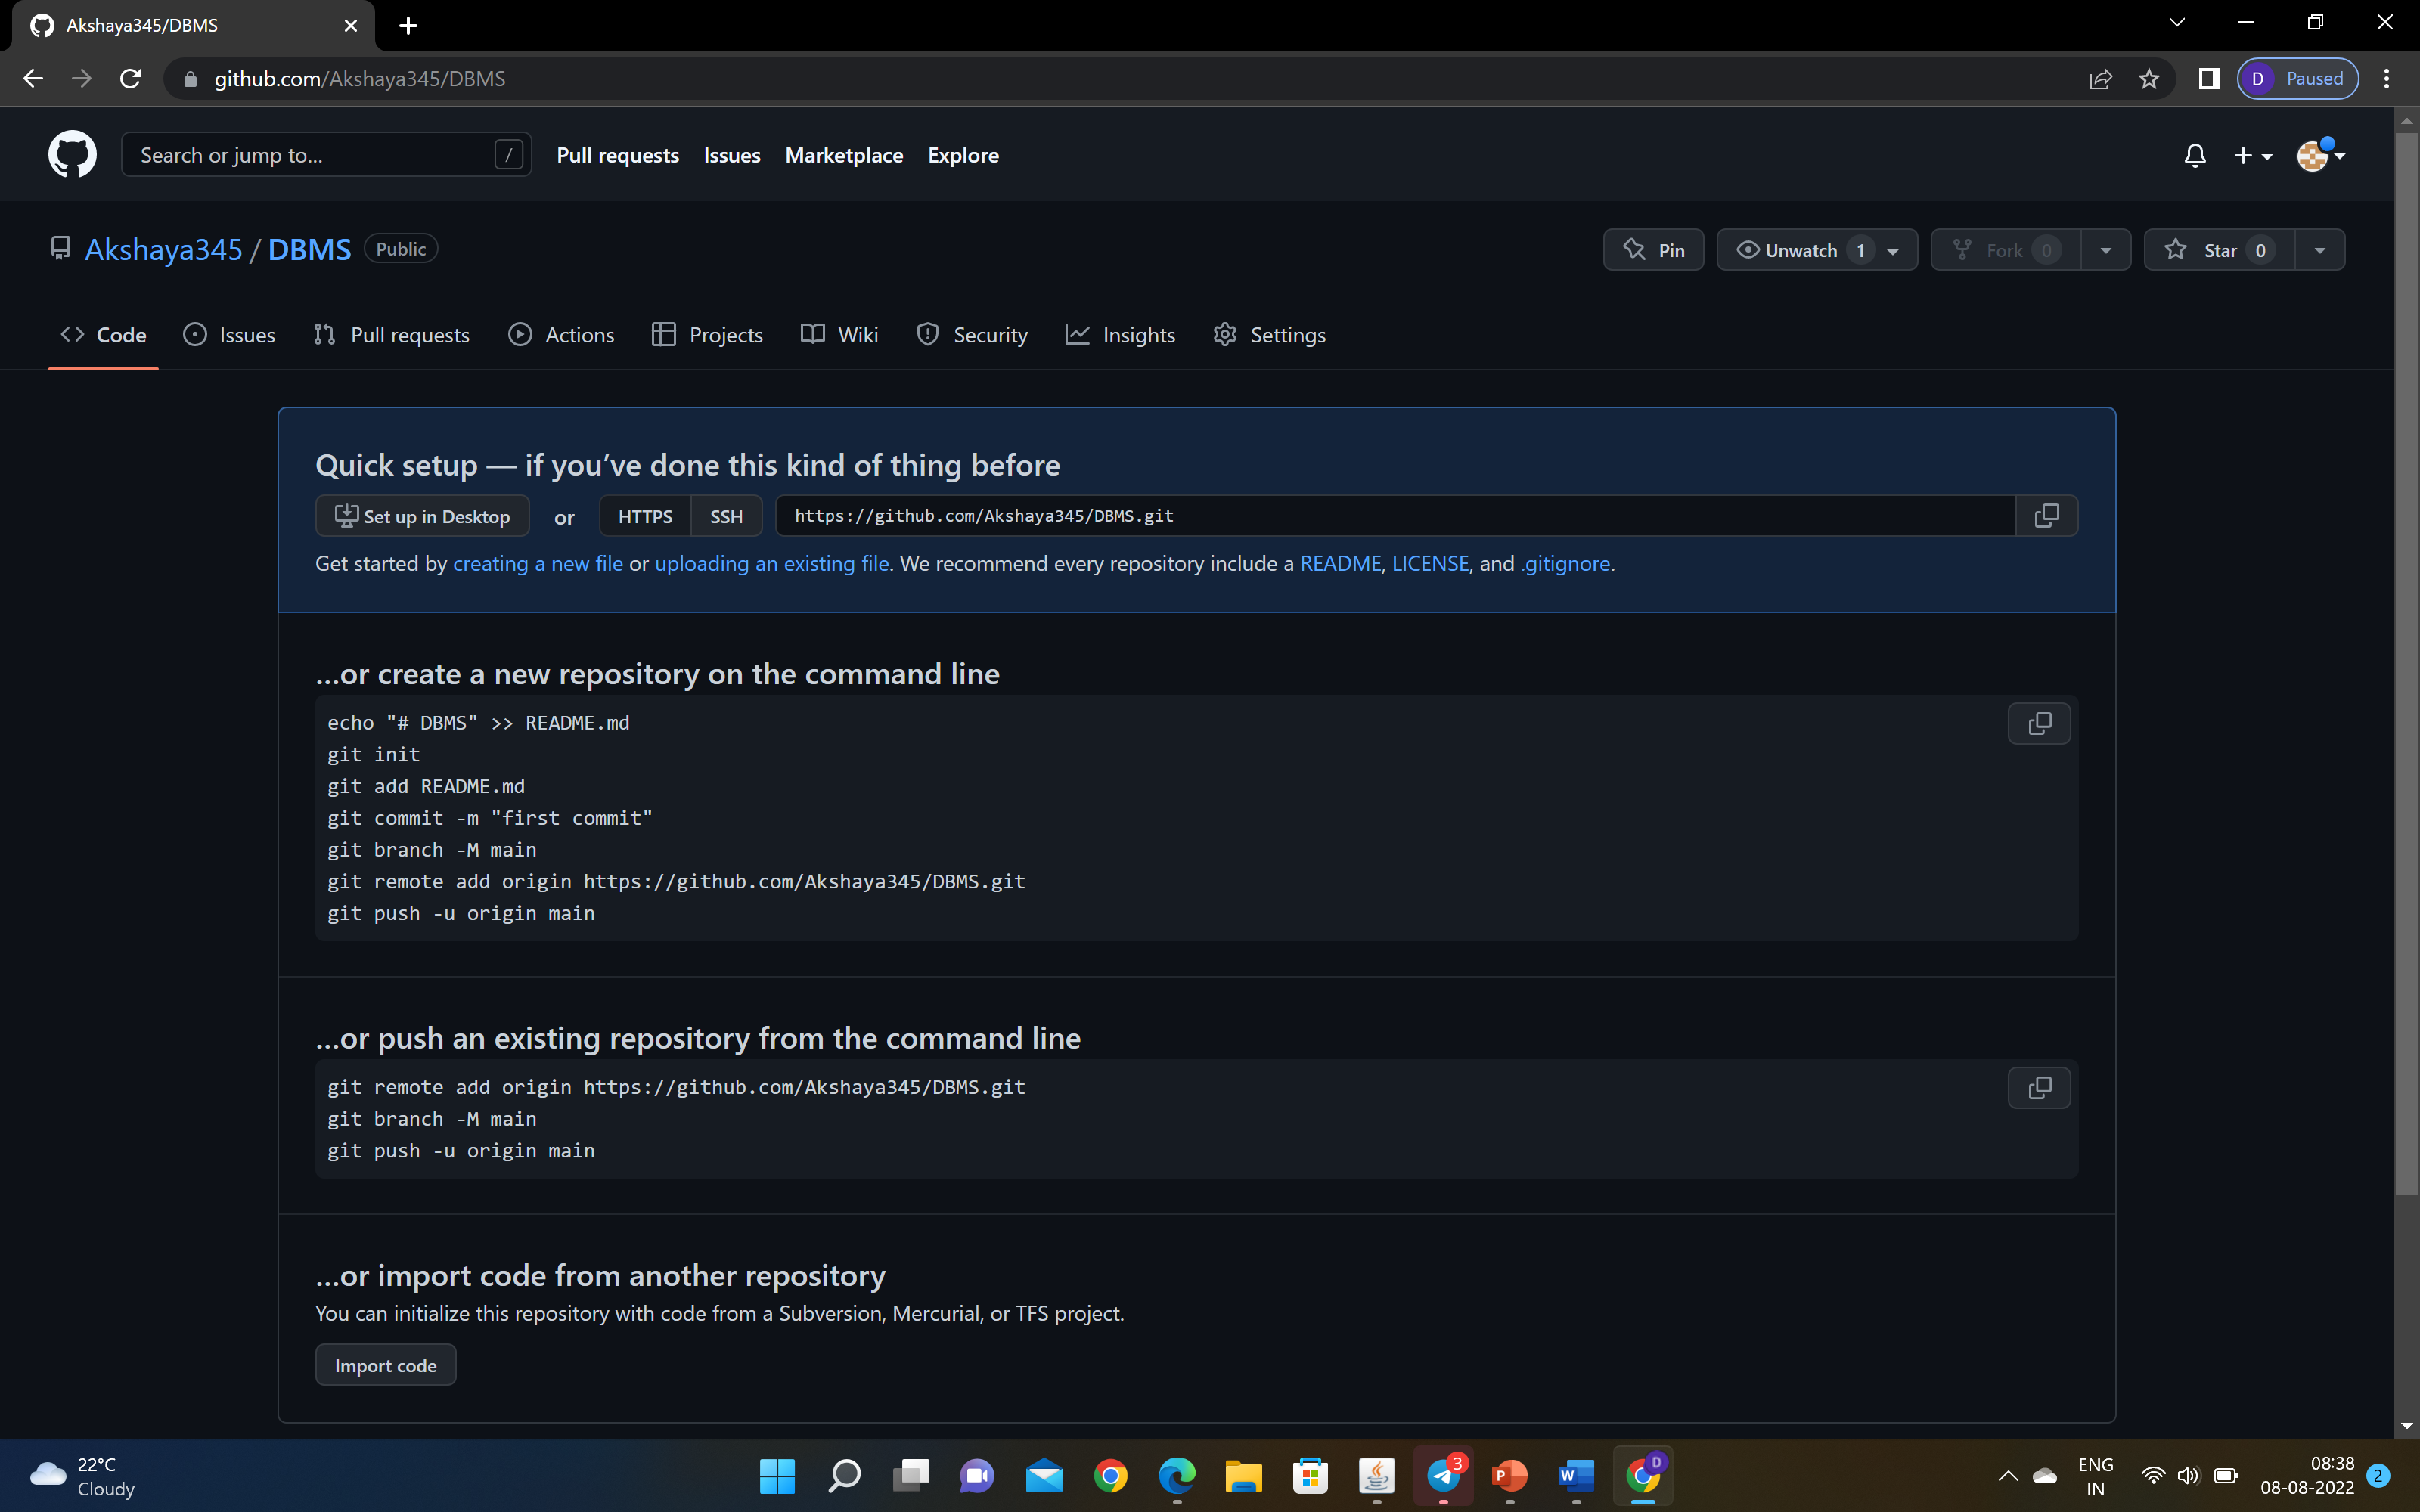 Akshaya345/DBMS
github.com/Akshaya345/DBMS
D Paused
Search or jump to... /
Pull requests Issues Marketplace Explore
Akshaya345 / DBMS Public
Pin Unwatch 1 Fork 0 Star 0
Code Issues Pull requests Actions Projects Wiki Security Insights Settings
Quick setup — if you’ve done this kind of thing before
Set up in Desktop or HTTPS SSH https://github.com/Akshaya345/DBMS.git
Get started by creating a new file or uploading an existing file. We recommend every repository include a README, LICENSE, and .gitignore.
...or create a new repository on the command line
echo "# DBMS" >> README.md
git init
git add README.md
git commit -m "first commit"
git branch -M main
git remote add origin https://github.com/Akshaya345/DBMS.git
git push -u origin main
...or push an existing repository from the command line
git remote add origin https://github.com/Akshaya345/DBMS.git
git branch -M main
git push -u origin main
...or import code from another repository
You can initialize this repository with code from a Subversion, Mercurial, or TFS project.
Import code
22°C
Cloudy
3
P
W
D
ENG
IN
08:38
08-08-2022
2